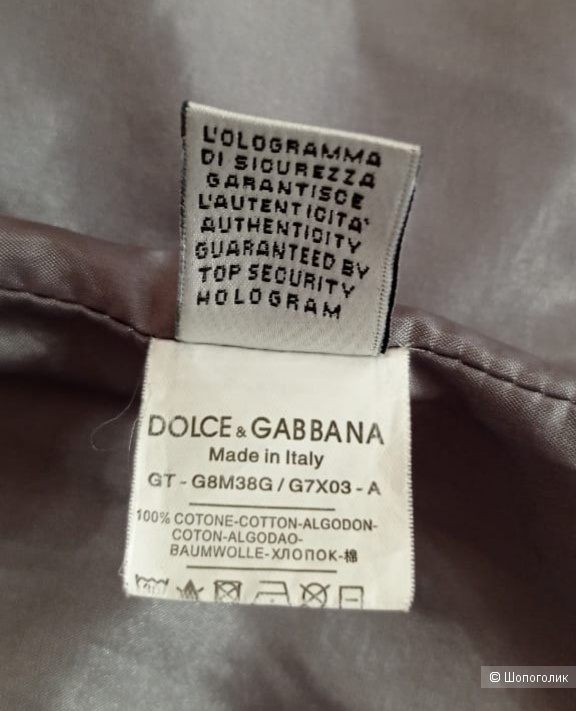 L'OLOGRAMMA
DI SICUREZZA
GARANTISCE
L'AUTENTICITA'
AUTHENTICITY
GUARANTEED BY
TOP SECURITY
HOLOGRAM
DOLCE & GABBANA
Made in Italy
GT - G8M38G / G7X03 - A
100% COTONE-COTTON-ALGODON-
COTON-ALGODAO-
BAUMWOLLE-ХЛОПОК-棉
© Шопоголик